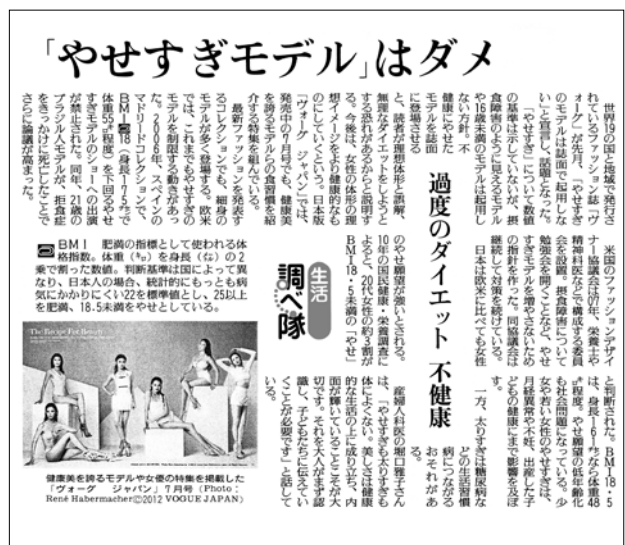 「やせすぎモデル」はダメ
過度のダイエット 不健康
世界19の国と地域で発行さ
れているファッション誌「ヴ
ォーグ」が先月、「やせすぎ
のモデルは誌面で起用しな
い」と宣言し、話題となった。
「やせすぎ」について数値
の基準は示していないが、摂
食障害のように見えるモデル
や16歳未満のモデルは起用し
ない方針。不
健康にやせた
モデルを誌面
に登場させる
と、読者が理想体形と誤解、
無理なダイエットをしようと
する恐れがあるからと説明す
る。今後は、女性の体形の理
想イメージをより健康的なも
のにしていくという。日本版
「ヴォーグ ジャパン」では、
発売中の7月号でも、健康美
を誇るモデルらの食習慣を紹
介する特集を組んでいる。
最新ファッションを発表す
るコレクションでも、細身の
モデルが多く登場する。欧米
では、これまでもやせすぎの
モデルを制限する動きがあっ
た。2006年、スペインの
マドリードコレクションで、
BMI18(身長175㌢で
体重55㌔程度)を下回るやせ
すぎモデルのショーへの出演
が禁止された。同年、21歳の
ブラジル人モデルが、拒食症
をきっかけに死亡したことで
さらに論議が高まった。
米国のファッションデザイ
ナー協議会は07年、栄養士や
精神科医などで構成する委員
会を設置。摂食障害について
勉強会を開くことなど、やせ
すぎモデルを増やさないため
の指針を作った。同協議会は
継続して対策を続けている。
日本は欧米に比べても女性
のやせ願望が強いとされる。
10年の国民健康・栄養調査に
よると、20代女性の約3割が
BMI18・5未満の「やせ」
と判断された。BMI18・5
は、身長161㌢なら体重48
㌔程度。やせ願望の低年齢化
も社会問題になっている。少
女や若い女性のやせすぎは、
月経異常や不妊、出産した子
どもの健康にまで影響を及ぼ
す。
一方、太りすぎは糖尿病な
どの生活習慣
病につながる
おそれがあ
る。
産婦人科医の堀口雅子さん
は、「やせすぎも太りすぎも
体によくない。美しさは健康
的な生活の上に成り立ち、内
面が輝いていることこそが大
切です。それを大人がまず認
識し、子どもたちに伝えてい
くことが必要です」と話して
いる。
生活
調べ隊
BMI 肥満の指標として使われる体
格指数。体重(㌔)を身長(㍍)の2
乗で割った数値。判断基準は国によって異
なり、日本人の場合、統計的にもっとも病
気にかかりにくい22を標準値とし、25以上
を肥満、18.5未満をやせとしている。
The Recipe For Beauty
健康美を誇るモデルや女優の特集を掲載した
「ヴォーグ ジャパン」7月号(Photo:
René Habermacher©2012 VOGUE JAPAN)